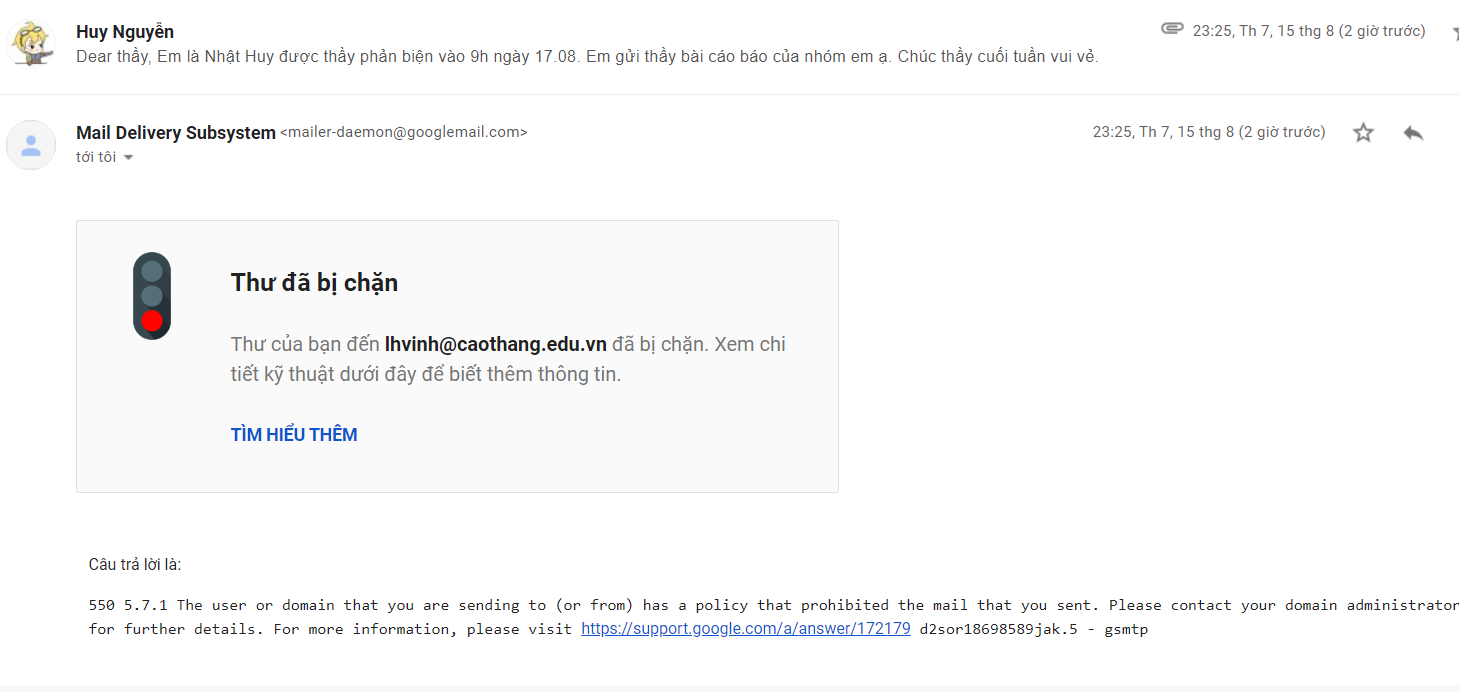 Huy Nguyễn
23:25, Th 7, 15 thg 8 (2 giờ trước)
Dear thầy, Em là Nhật Huy được thầy phản biện vào 9h ngày 17.08. Em gửi thầy bài cáo báo của nhóm em ạ. Chúc thầy cuối tuần vui vẻ.
Mail Delivery Subsystem <mailer-daemon@googlemail.com>
23:25, Th 7, 15 thg 8 (2 giờ trước)
tới tôi
Thư đã bị chặn
Thư của bạn đến lhvinh@caothang.edu.vn đã bị chặn. Xem chi
tiết kỹ thuật dưới đây để biết thêm thông tin.
TÌM HIỂU THÊM
Câu trả lời là:
550 5.7.1 The user or domain that you are sending to (or from) has a policy that prohibited the mail that you sent. Please contact your domain administrator
for further details. For more information, please visit https://support.google.com/a/answer/172179 d2sor18698589jak.5 - gsmtp